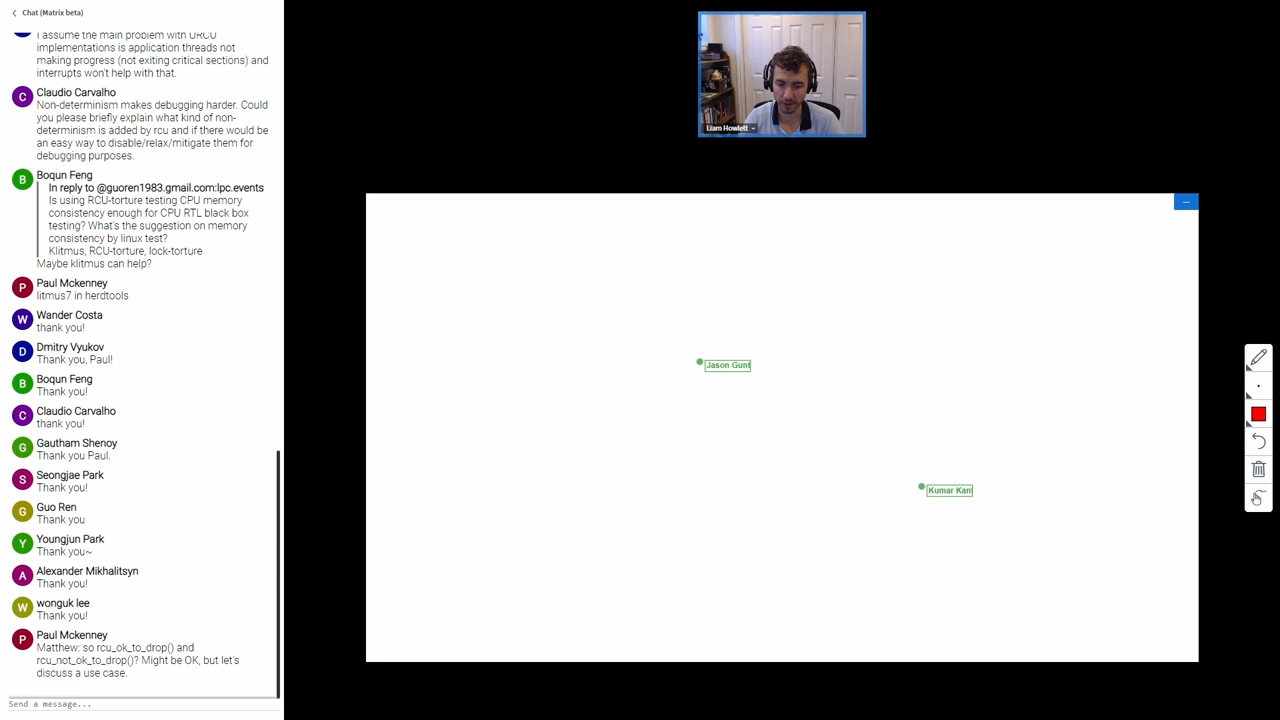 Chat (Matrix beta)
I assume the main problem with URCU
implementations is application threads not
making progress (not exiting critical sections) and
interrupts won't help with that.
C
Claudio Carvalho
Non-determinism makes debugging harder. Could
you please briefly explain what kind of non-
determinism is added by rcu and if there would be
an easy way to disable/relax/mitigate them for
debugging purposes.
B
Boqun Feng
In reply to @guoren1983.gmail.com:lpc.events
Is using RCU-torture testing CPU memory
consistency enough for CPU RTL black box
testing? What's the suggestion on memory
consistency by linux test?
Klitmus, RCU-torture, lock-torture
Maybe klitmus can help?
P
Paul Mckenney
litmus7 in herdtools
W
Wander Costa
thank you!
D
Dmitry Vyukov
Thank you, Paul!
B
Boqun Feng
Thank you!
C
Claudio Carvalho
thank you!
G
Gautham Shenoy
Thank you Paul.
S
Seongjae Park
Thank you!
G
Guo Ren
Thank you
Y
Youngjun Park
Thank you~
A
Alexander Mikhalitsyn
Thank you!
W
wonguk lee
Thank you!
P
Paul Mckenney
Matthew: so rcu_ok_to_drop() and
rcu_not_ok_to_drop()? Might be OK, but let's
discuss a use case.
Send a message...
Liam Howlett
Jason Gunt
Kumar Kant